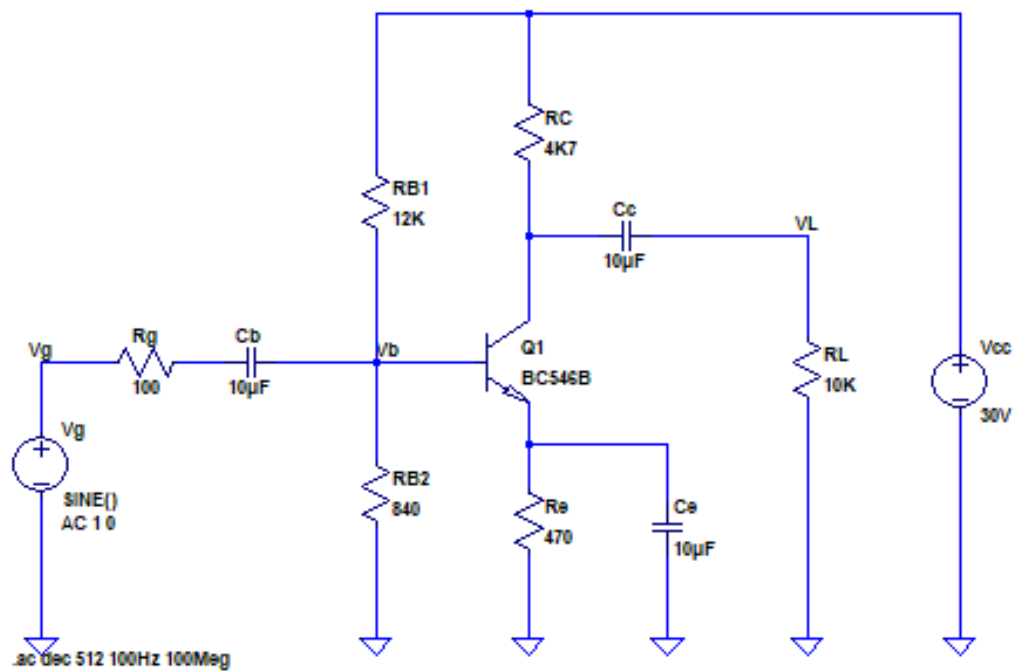 RC
4K7
RB1
12K
Cc
10µF
VL
Vg
Rg
100
Cb
10µF
Vb
Q1
BC546B
RL
10K
Vcc
30V
Vg
SINE()
AC 1 0
RB2
840
Re
470
Ce
10µF
.ac dec 512 100Hz 100Meg